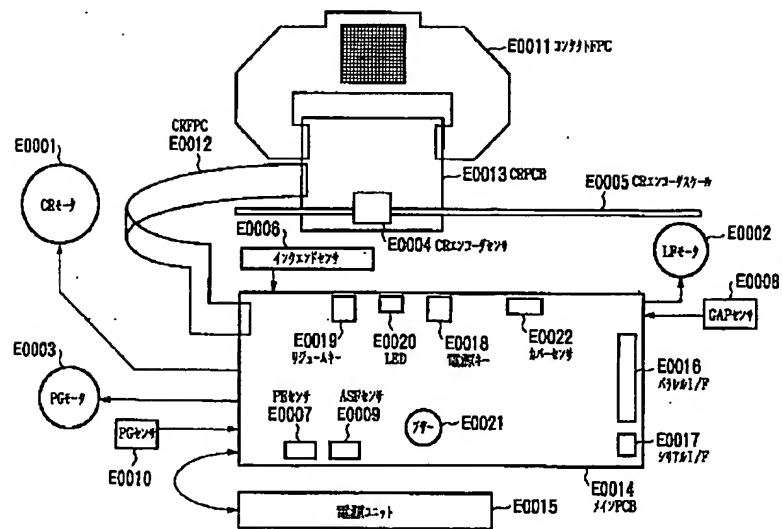 E0011 コンタクトFPC
CRFPC
E0012
E0001
CRモータ
E0013 CRPCB
E0005 CRエンコーダスケール
E0004 CRエンコーダセンサ
E0006
インクエンドセンサ
E0002
LFモータ
E0008
GAPセンサ
E0019
リジュームキー
E0020
LED
E0018
電源キー
E0022
カバーセンサ
E0003
PGモータ
E0016
パラレルI/F
PEセンサ
E0007
ASFセンサ
E0009
ブザー
E0021
PGセンサ
E0010
E0017
シリアルI/F
E0014
メインPCB
電源ユニット
E0015